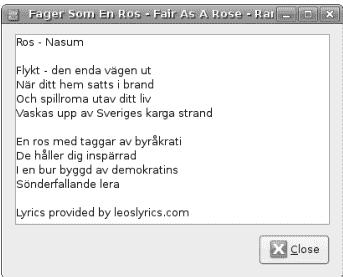 Fager Som En Ros - Fair As A Rose - Rar
Ros - Nasum
Flykt - den enda vägen ut
När ditt hem satts i brand
Och spillroma utav ditt liv
Vaskas upp av Sveriges karga strand
En ros med taggar av byråkrati
De håller dig inspärrad
I en bur byggd av demokratins
Sönderfallande lera
Lyrics provided by leoslyrics.com
Close